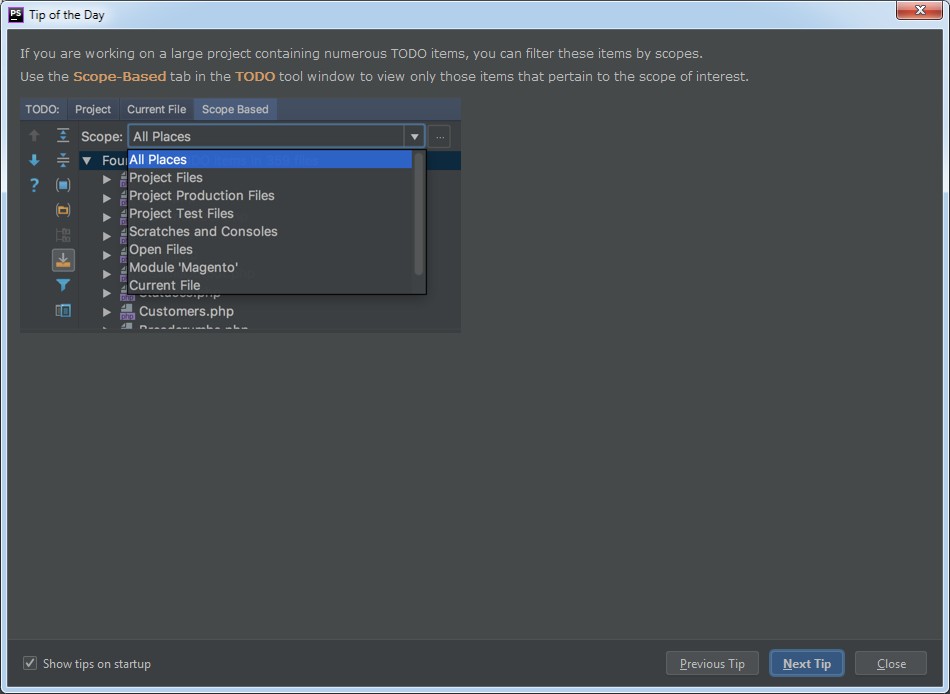 PS Tip of the Day
If you are working on a large project containing numerous TODO items, you can filter these items by scopes.
Use the Scope-Based tab in the TODO tool window to view only those items that pertain to the scope of interest.
TODO: Project Current File Scope Based
Scope: All Places ...
All Places
Project Files
Project Production Files
Project Test Files
Scratches and Consoles
Open Files
Module 'Magento'
Current File
Customers.php
Show tips on startup
Previous Tip Next Tip Close